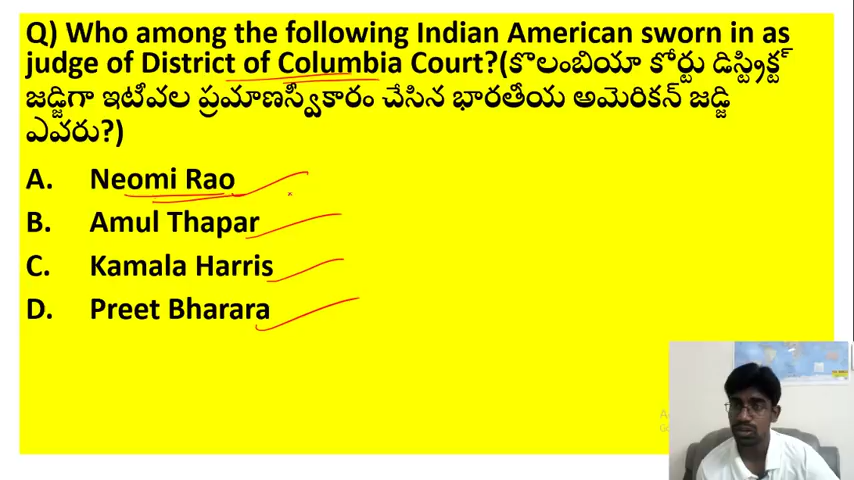 Q) Who among the following Indian American sworn in as
judge of District of Columbia Court?(కొలంబియా కోర్టు డిస్ట్రిక్ట్
జడ్జిగా ఇటీవల ప్రమాణస్వీకారం చేసిన భారతీయ అమెరికన్ జడ్జి
ఎవరు?)
A. Neomi Rao
B. Amul Thapar
C. Kamala Harris
D. Preet Bharara